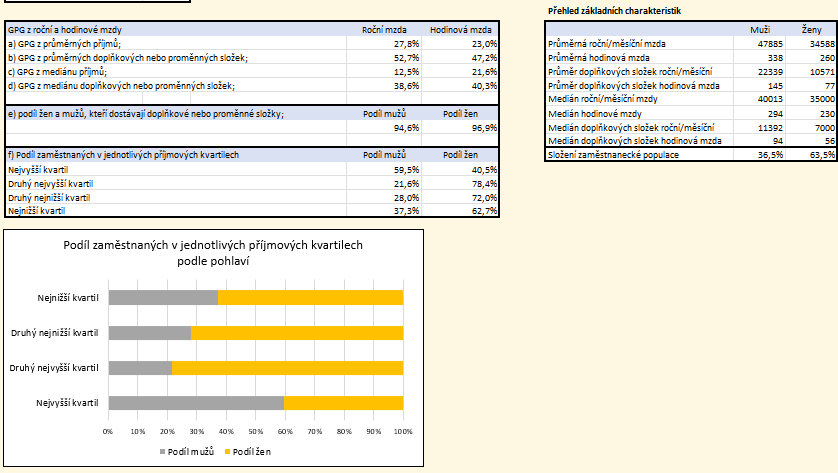 Přehled základních charakteristik
GPG z roční a hodinové mzdy Roční mzda Hodinová mzda
a) GPG z průměrných příjmů; 27,8% 23,0%
b) GPG z průměrných doplňkových nebo proměnných složek; 52,7% 47,2%
c) GPG z mediánu příjmů; 12,5% 21,6%
d) GPG z mediánu doplňkových nebo proměnných složek; 38,6% 40,3%
e) podíl žen a mužů, kteří dostávají doplňkové nebo proměnné složky; Podíl mužů Podíl žen
94,6% 96,9%
f) Podíl zaměstnaných v jednotlivých příjmových kvartilech Podíl mužů Podíl žen
Nejvyšší kvartil 59,5% 40,5%
Druhý nejvyšší kvartil 21,6% 78,4%
Druhý nejnižší kvartil 28,0% 72,0%
Nejnižší kvartil 37,3% 62,7%
Muži Ženy
Průměrná roční/měsíční mzda 47885 34588
Průměrná hodinová mzda 338 260
Průměr doplňkových složek roční/měsíční 22339 10571
Průměr doplňkových složek hodinová mzda 145 77
Medián roční/měsíční mzdy 40013 35000
Medián hodinové mzdy 294 230
Medián doplňkových složek roční/měsíční 11392 7000
Medián doplňkových složek hodinová mzda 94 56
Složení zaměstnanecké populace 36,5% 63,5%
Podíl zaměstnaných v jednotlivých příjmových kvartilech
podle pohlaví
Nejnižší kvartil
Druhý nejnižší kvartil
Druhý nejvyšší kvartil
Nejvyšší kvartil
0% 10% 20% 30% 40% 50% 60% 70% 80% 90% 100%
Podíl mužů Podíl žen